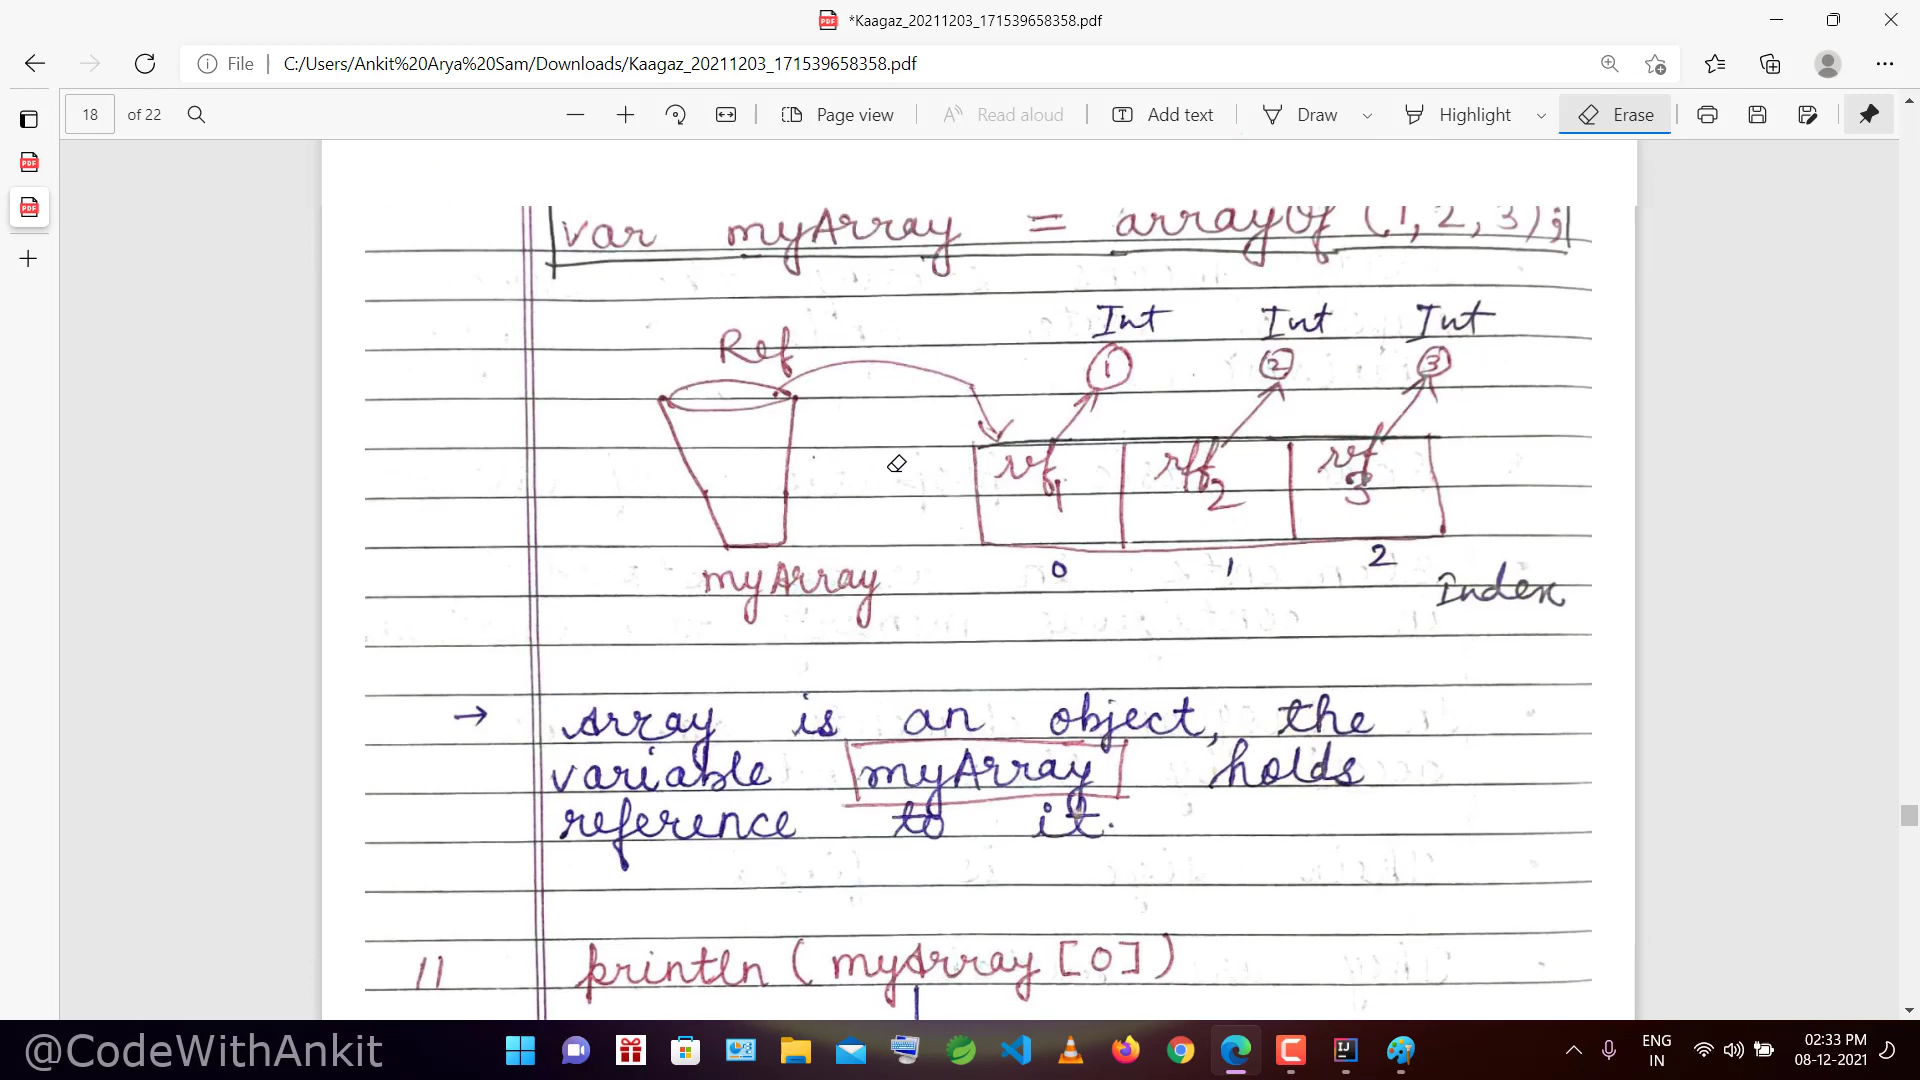 *Kaagaz_20211203_171539658358.pdf
File C:/Users/Ankit%20Arya%20Sam/Downloads/Kaagaz_20211203_171539658358.pdf
18 of 22 Page view Read aloud Add text Draw Highlight Erase
var myArray = arrayOf (1, 2, 3);
Int Int Int
Ref
1 2 3
ref1 ref2 ref3
0 1 2
myArray
Index
→ Array is an object, the
variable myArray holds
reference to it.
11 println (myArray [0])
@CodeWithAnkit
ENG
IN
02:33 PM
08-12-2021